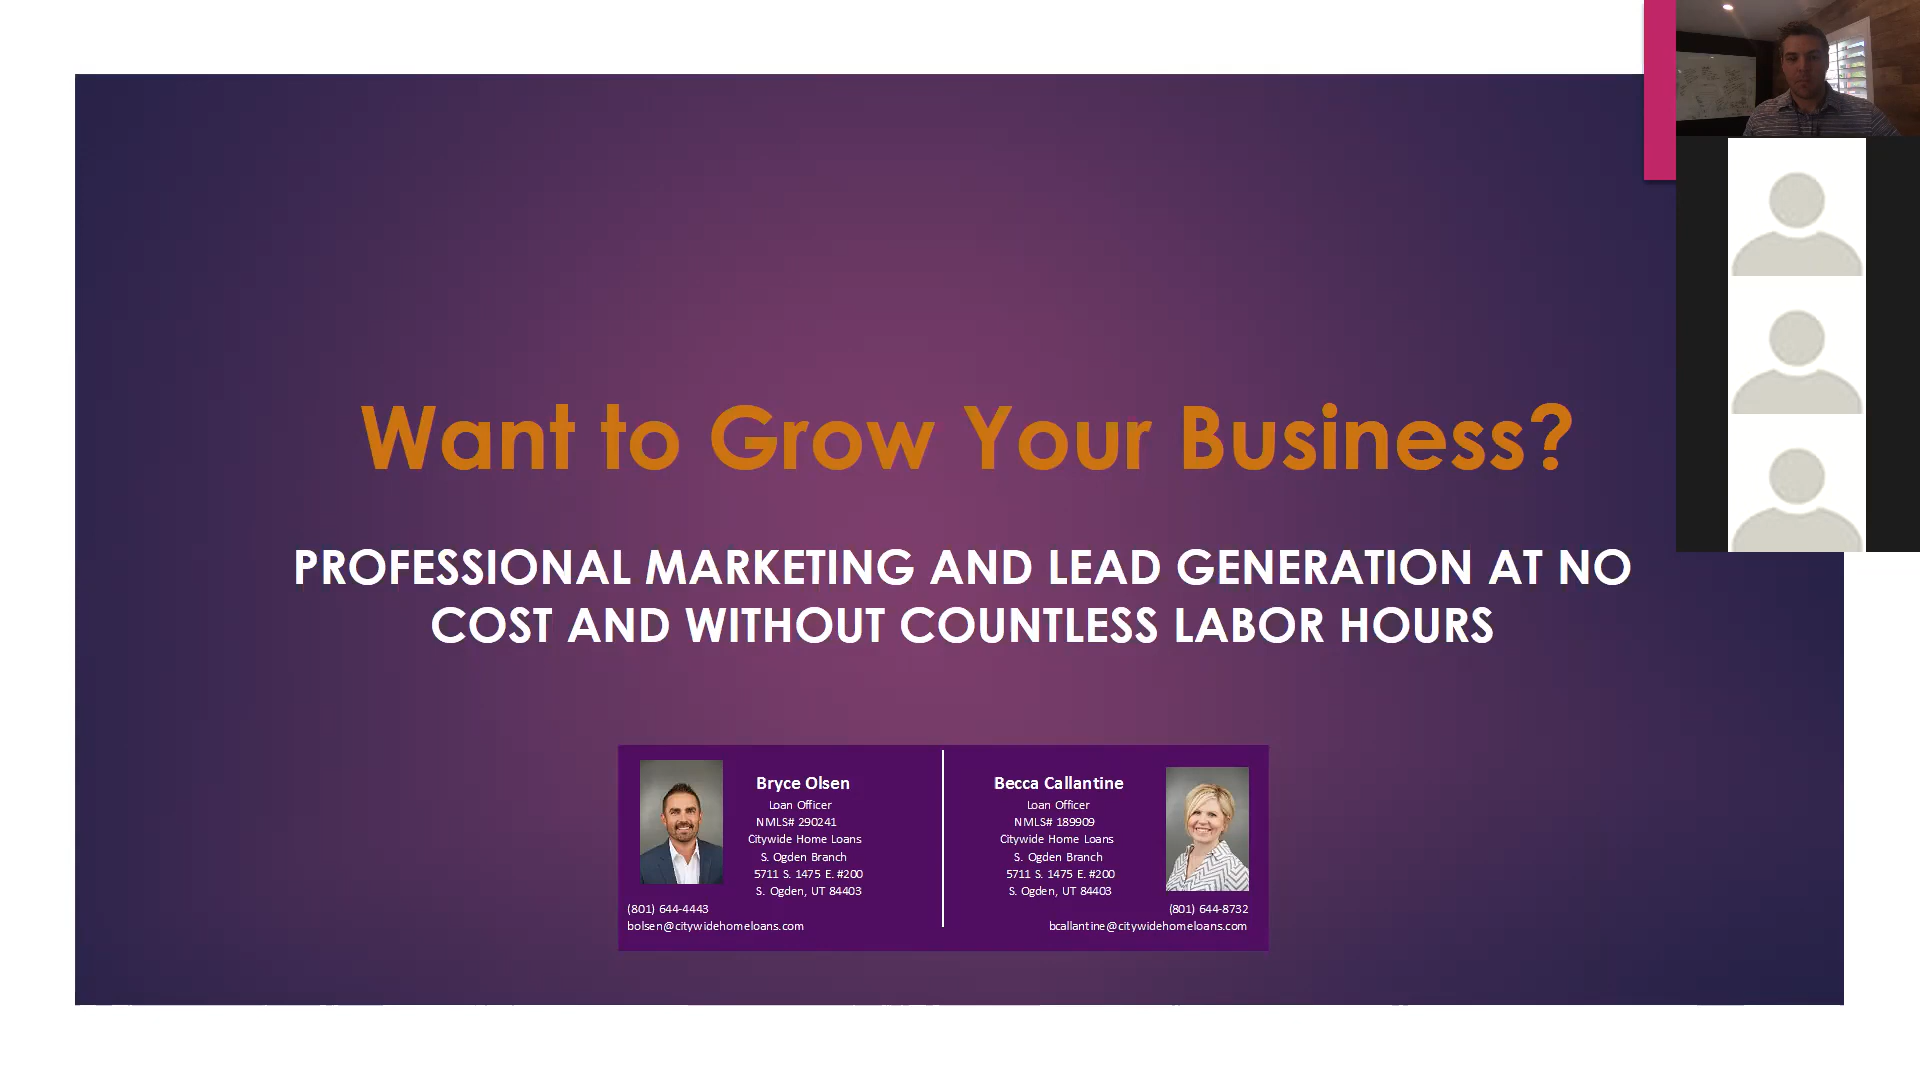 Want to Grow Your Business?
PROFESSIONAL MARKETING AND LEAD GENERATION AT NO
COST AND WITHOUT COUNTLESS LABOR HOURS
Bryce Olsen
Loan Officer
NMLS# 290241
Citywide Home Loans
S. Ogden Branch
5711 S. 1475 E. #200
S. Ogden, UT 84403
(801) 644-4443
bolsen@citywidehomeloans.com
Becca Callantine
Loan Officer
NMLS# 189909
Citywide Home Loans
S. Ogden Branch
5711 S. 1475 E. #200
S. Ogden, UT 84403
(801) 644-8732
bcallantine@citywidehomeloans.com